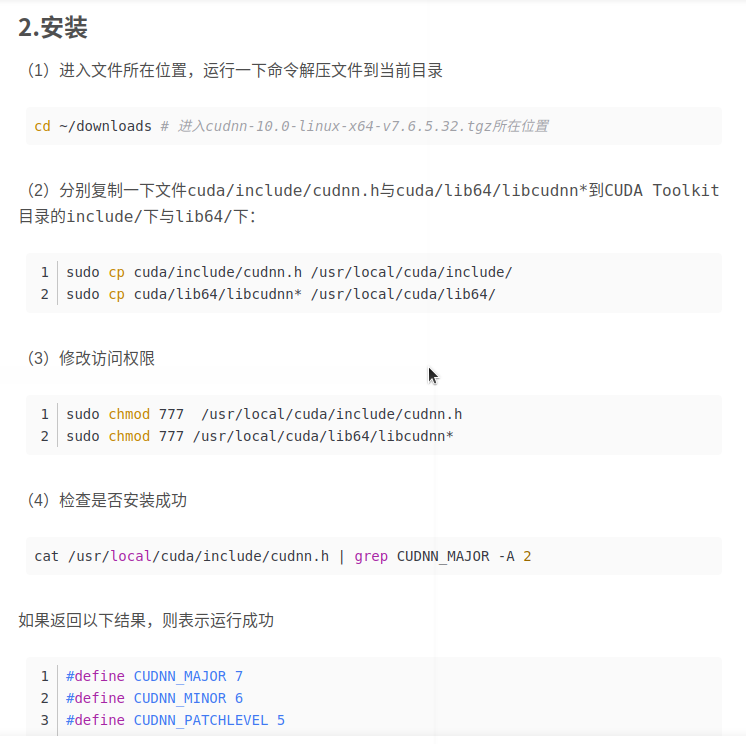 2.安装
（1）进入文件所在位置，运行一下命令解压文件到当前目录
cd ~/downloads # 进入cudnn-10.0-linux-x64-v7.6.5.32.tgz所在位置
（2）分别复制一下文件cuda/include/cudnn.h与cuda/lib64/libcudnn*到CUDA Toolkit
目录的include/下与lib64/下：
1 sudo cp cuda/include/cudnn.h /usr/local/cuda/include/
2 sudo cp cuda/lib64/libcudnn* /usr/local/cuda/lib64/
（3）修改访问权限
1 sudo chmod 777  /usr/local/cuda/include/cudnn.h
2 sudo chmod 777 /usr/local/cuda/lib64/libcudnn*
（4）检查是否安装成功
cat /usr/local/cuda/include/cudnn.h | grep CUDNN_MAJOR -A 2
如果返回以下结果，则表示运行成功
1 #define CUDNN_MAJOR 7
2 #define CUDNN_MINOR 6
3 #define CUDNN_PATCHLEVEL 5